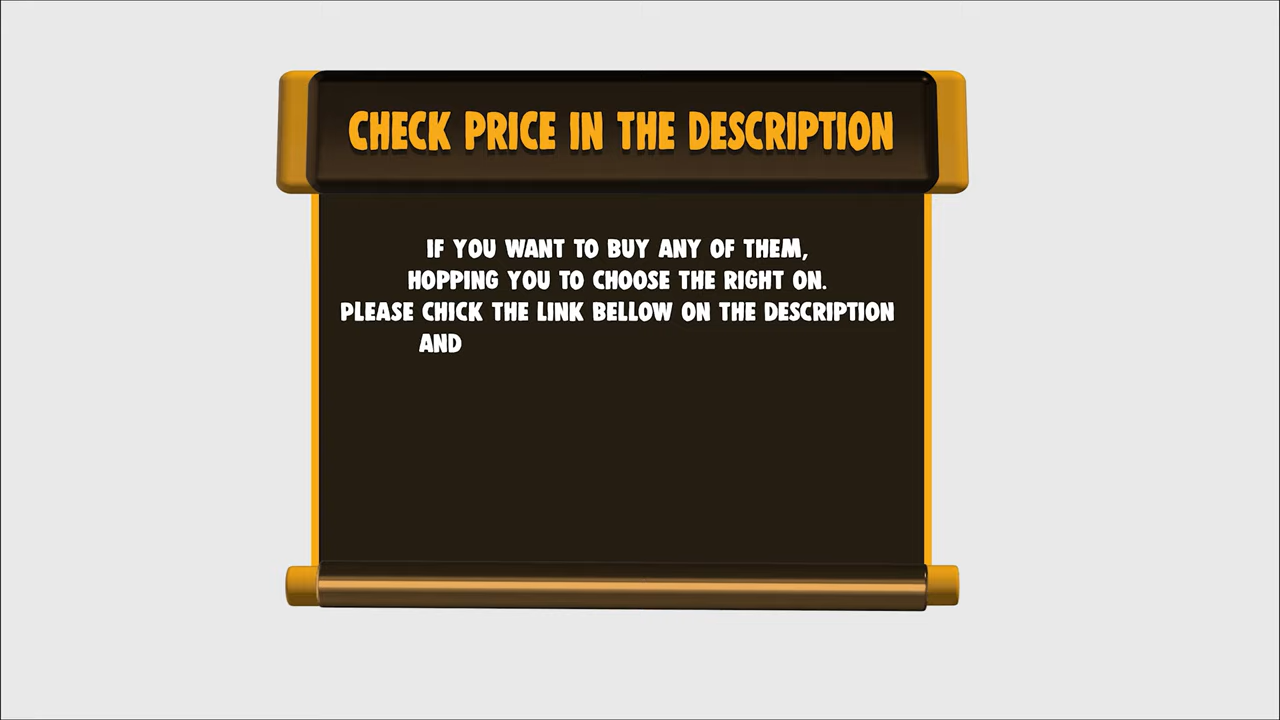 CHECK PRICE IN THE DESCRIPTION
IF YOU WANT TO BUY ANY OF THEM,
HOPPING YOU TO CHOOSE THE RIGHT ON.
PLEASE CHICK THE LINK BELLOW ON THE DESCRIPTION
AND